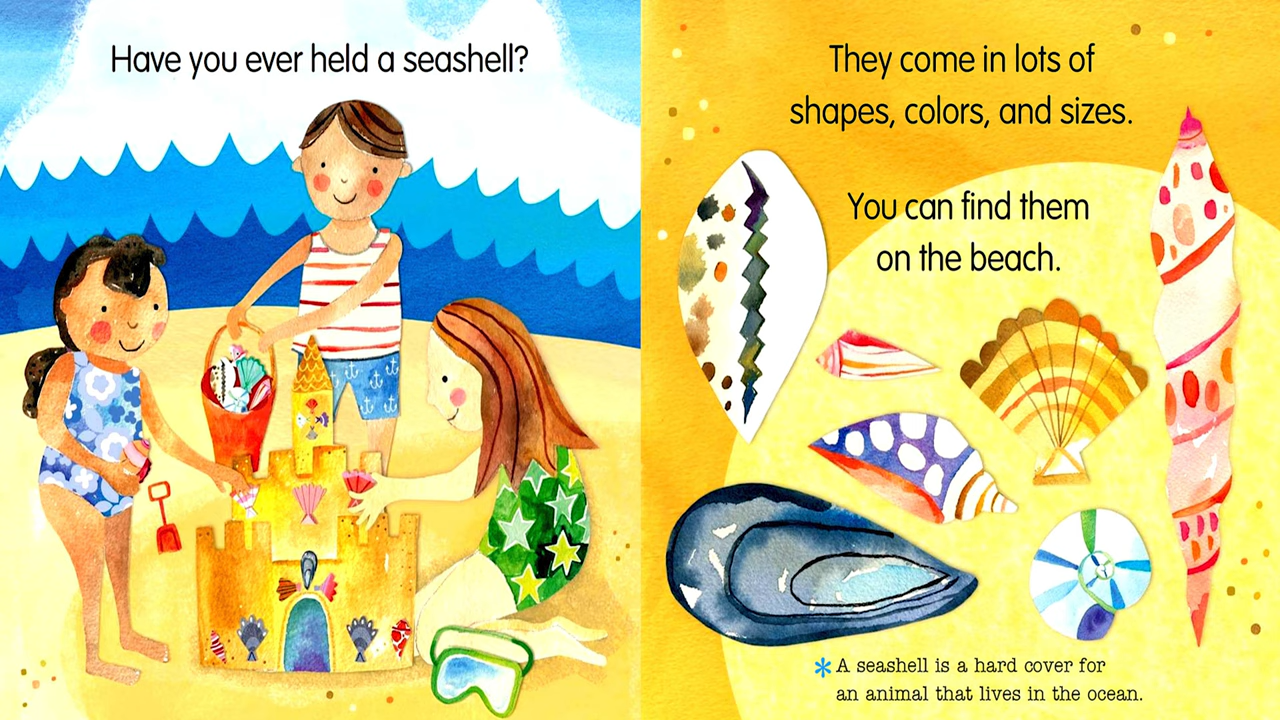 Have you ever held a seashell?
They come in lots of
shapes, colors, and sizes.
You can find them
on the beach.
* A seashell is a hard cover for
an animal that lives in the ocean.